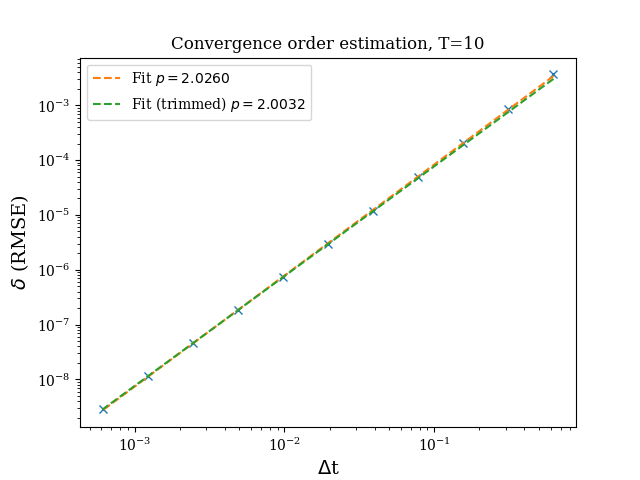 Convergence order estimation, T=10
Fit p = 2.0260
Fit (trimmed) p = 2.0032
δ (RMSE)
10⁻³
10⁻⁴
10⁻⁵
10⁻⁶
10⁻⁷
10⁻⁸
10⁻³ 10⁻² 10⁻¹
Δt